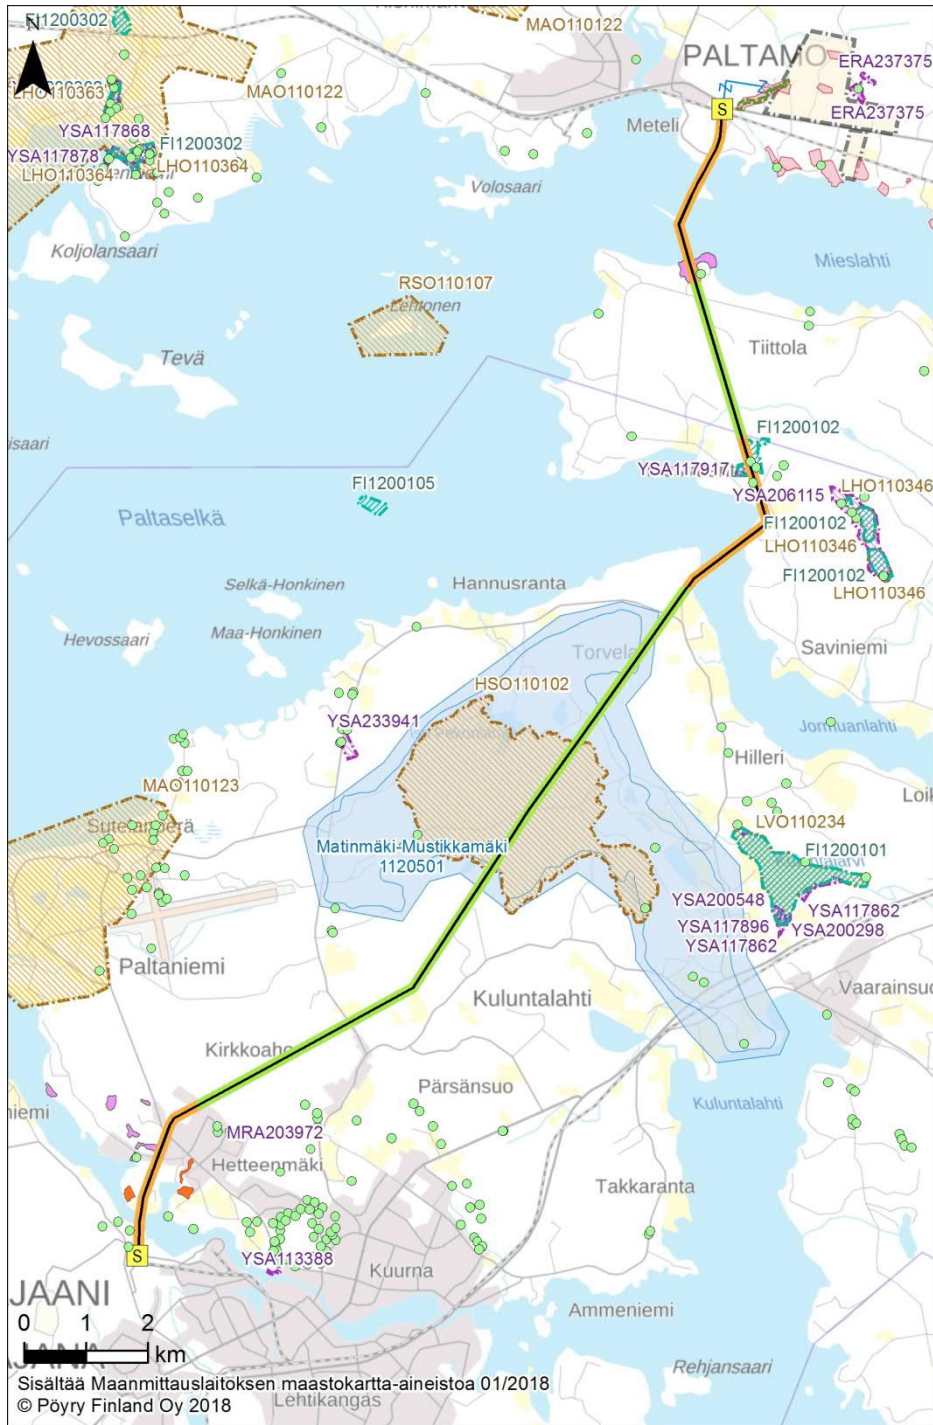 FI1200302
MAO110122
N
PALTAMO
ERA237375
LHO110363
MAO110122
ERA237375
YSA117868
Meteli
FI1200302
YSA117878
LHO110364
LHO110364
Volosaari
Koljolansaari
Mieslahti
RSO110107
Lehtonen
Tiittola
Tevä
FI1200102
YSA117917
FI1200105
YSA206115
LHO110346
Paltaselkä
FI1200102
LHO110346
FI1200102
Selkä-Honkinen
Hannusranta
LHO110346
Hevossaari
Maa-Honkinen
Torvela
Saviniemi
HSO110102
YSA233941
Jormuanlahti
Hilleri
MAO110123
LVO110234
Matinmäki-Mustikkamäki
1120501
FI1200101
YSA200548
YSA117862
YSA117896
YSA200298
YSA117862
Paltaniemi
Kuluntalahti
Vaarainsuo
Kirkkoaho
Pärsänsuo
Kuluntalahti
MRA203972
Hetteenmäki
Takkaranta
S
S
YSA113388
Kuurna
JAANI
Ammeniemi
0 1 2
km
Rehjansaari
Sisältää Maanmittauslaitoksen maastokartta-aineistoa 01/2018
Lehtikangas
© Pöyry Finland Oy 2018